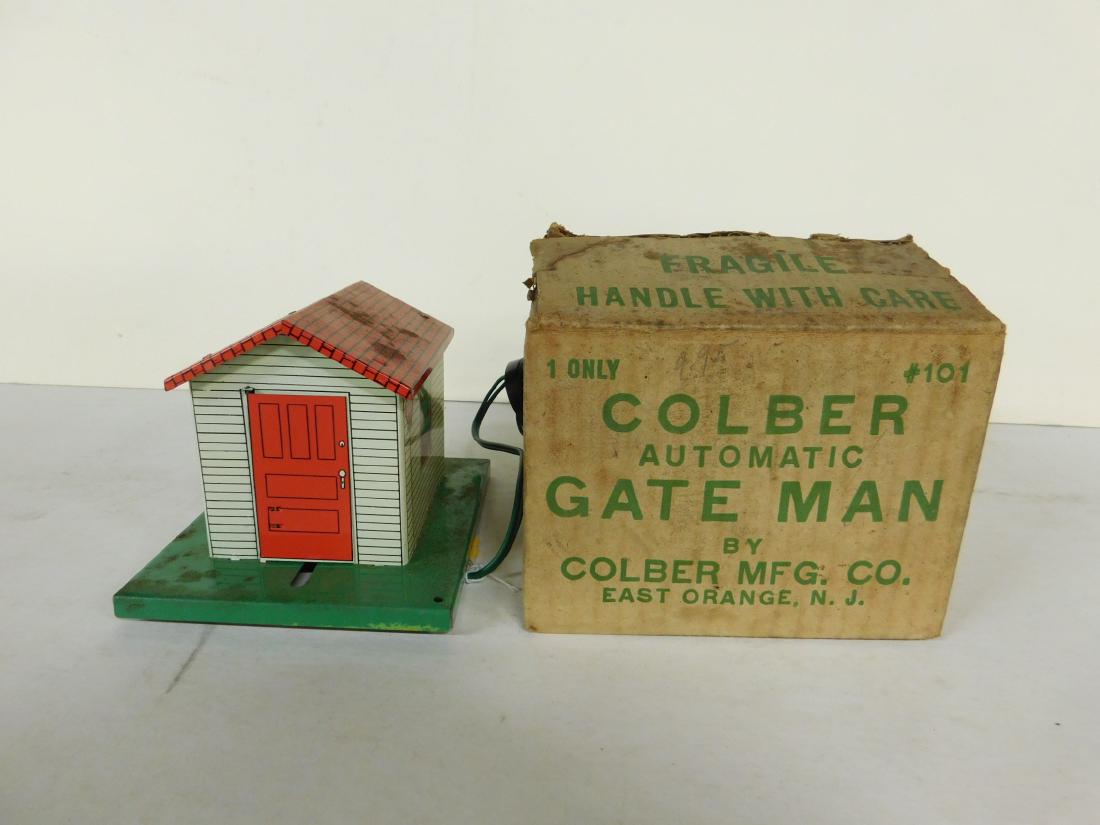 FRAGILE
HANDLE WITH CARE
1 ONLY #101
COLBER
AUTOMATIC
GATE MAN
BY
COLBER MFG. CO.
EAST ORANGE, N. J.